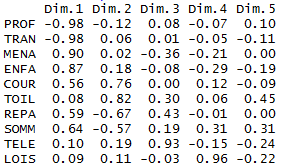 Dim.1 Dim.2 Dim.3 Dim.4 Dim.5
PROF -0.98 -0.12 0.08 -0.07 0.10
TRAN -0.98 0.06 0.01 -0.05 -0.11
MENA 0.90 0.02 -0.36 -0.21 0.00
ENFA 0.87 0.18 -0.08 -0.29 -0.19
COUR 0.56 0.76 0.00 0.12 -0.09
TOIL 0.08 0.82 0.30 0.06 0.45
REPA 0.59 -0.67 0.43 -0.01 0.00
SOMM 0.64 -0.57 0.19 0.31 0.31
TELE 0.10 0.19 0.93 -0.15 -0.24
LOIS 0.09 0.11 -0.03 0.96 -0.22